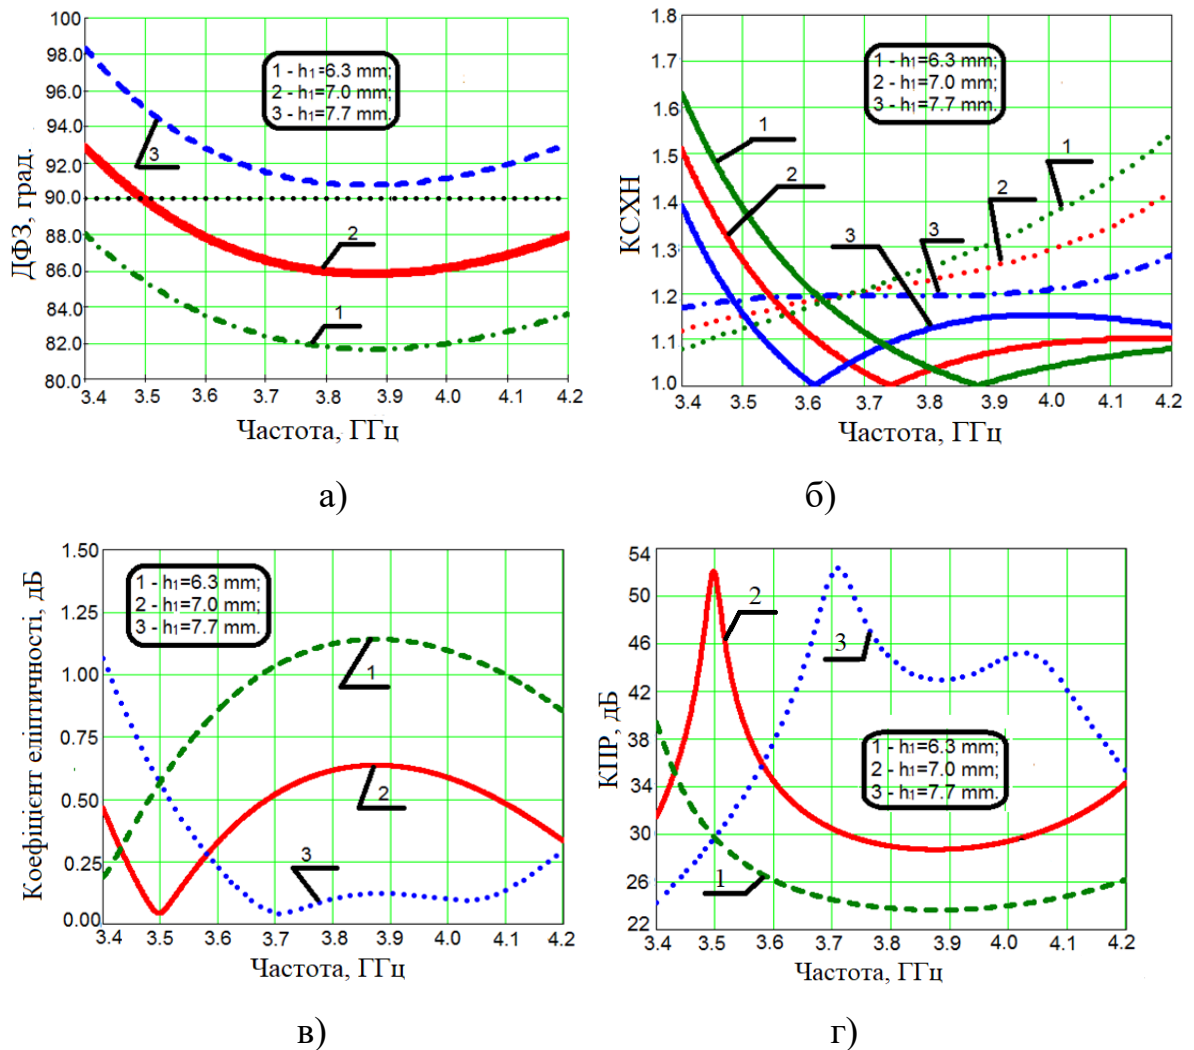 100
98.0
96.0
94.0
92.0
90.0
88.0
86.0
84.0
82.0
80.0
ДФЗ, град.
1 - h1=6.3 mm;
2 - h1=7.0 mm;
3 - h1=7.7 mm.
3
2
1
3.4 3.5 3.6 3.7 3.8 3.9 4.0 4.1 4.2
Частота, ГГц
а)
1.8
1.7
1.6
1.5
1.4
1.3
1.2
1.1
1.0
КСХН
1 - h1=6.3 mm;
2 - h1=7.0 mm;
3 - h1=7.7 mm.
1
2
3
3
2
1
3.4 3.5 3.6 3.7 3.8 3.9 4.0 4.1 4.2
Частота, ГГц
б)
1.50
1.25
1.00
0.75
0.50
0.25
0.00
Коефіцієнт еліптичності, дБ
1 - h1=6.3 mm;
2 - h1=7.0 mm;
3 - h1=7.7 mm.
1
2
3
3.4 3.5 3.6 3.7 3.8 3.9 4.0 4.1 4.2
Частота, ГГц
в)
54
50
46
42
38
34
30
26
22
КПР, дБ
2
3
1 - h1=6.3 mm;
2 - h1=7.0 mm;
3 - h1=7.7 mm.
1
3.4 3.5 3.6 3.7 3.8 3.9 4.0 4.1 4.2
Частота, ГГц
г)